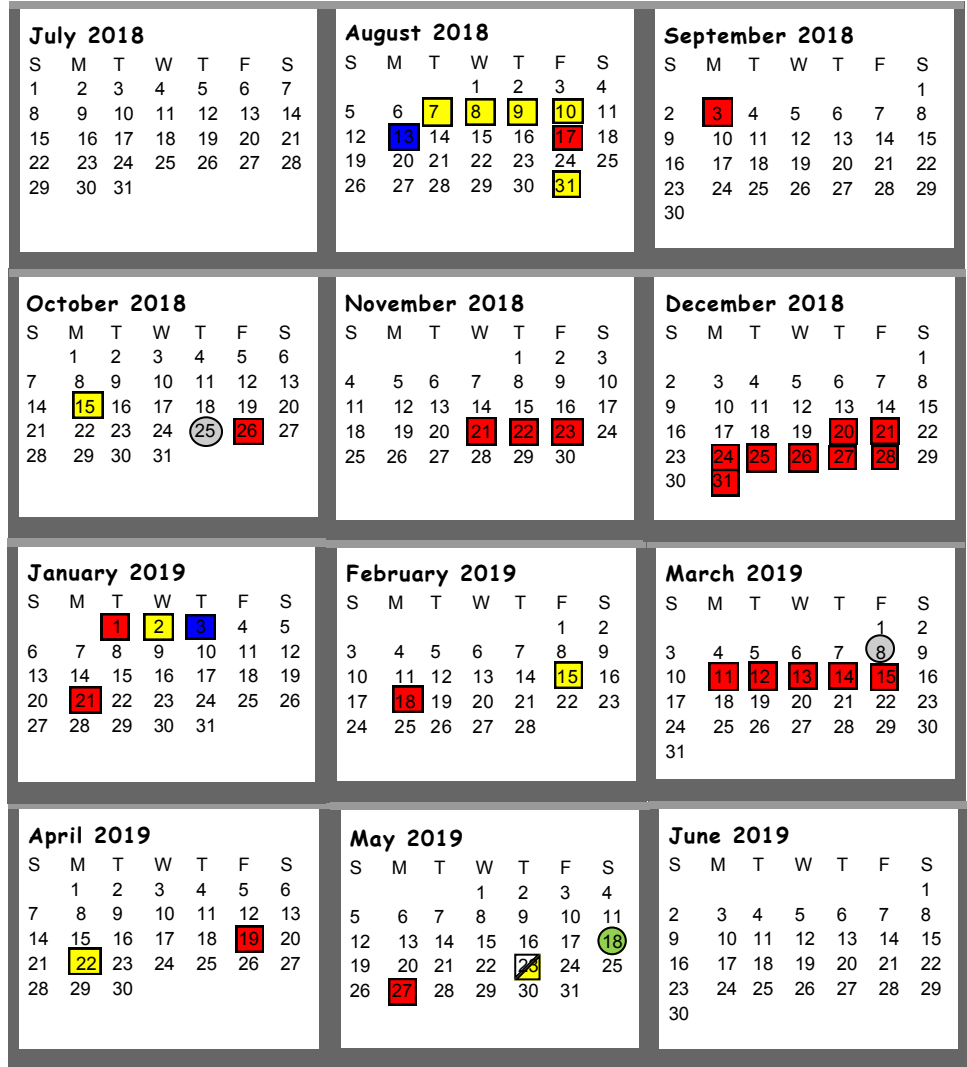 July 2018
S M T W T F S
1 2 3 4 5 6 7
8 9 10 11 12 13 14
15 16 17 18 19 20 21
22 23 24 25 26 27 28
29 30 31
August 2018
S M T W T F S
1 2 3 4
5 6 7 8 9 10 11
12 13 14 15 16 17 18
19 20 21 22 23 24 25
26 27 28 29 30 31
September 2018
S M T W T F S
1
2 3 4 5 6 7 8
9 10 11 12 13 14 15
16 17 18 19 20 21 22
23 24 25 26 27 28 29
30
October 2018
S M T W T F S
1 2 3 4 5 6
7 8 9 10 11 12 13
14 15 16 17 18 19 20
21 22 23 24 25 26 27
28 29 30 31
November 2018
S M T W T F S
1 2 3
4 5 6 7 8 9 10
11 12 13 14 15 16 17
18 19 20 21 22 23 24
25 26 27 28 29 30
December 2018
S M T W T F S
1
2 3 4 5 6 7 8
9 10 11 12 13 14 15
16 17 18 19 20 21 22
23 24 25 26 27 28 29
30 31
January 2019
S M T W T F S
1 2 3 4 5
6 7 8 9 10 11 12
13 14 15 16 17 18 19
20 21 22 23 24 25 26
27 28 29 30 31
February 2019
S M T W T F S
1 2
3 4 5 6 7 8 9
10 11 12 13 14 15 16
17 18 19 20 21 22 23
24 25 26 27 28
March 2019
S M T W T F S
1 2
3 4 5 6 7 8 9
10 11 12 13 14 15 16
17 18 19 20 21 22 23
24 25 26 27 28 29 30
31
April 2019
S M T W T F S
1 2 3 4 5 6
7 8 9 10 11 12 13
14 15 16 17 18 19 20
21 22 23 24 25 26 27
28 29 30
May 2019
S M T W T F S
1 2 3 4
5 6 7 8 9 10 11
12 13 14 15 16 17 18
19 20 21 22 23 24 25
26 27 28 29 30 31
June 2019
S M T W T F S
1
2 3 4 5 6 7 8
9 10 11 12 13 14 15
16 17 18 19 20 21 22
23 24 25 26 27 28 29
30